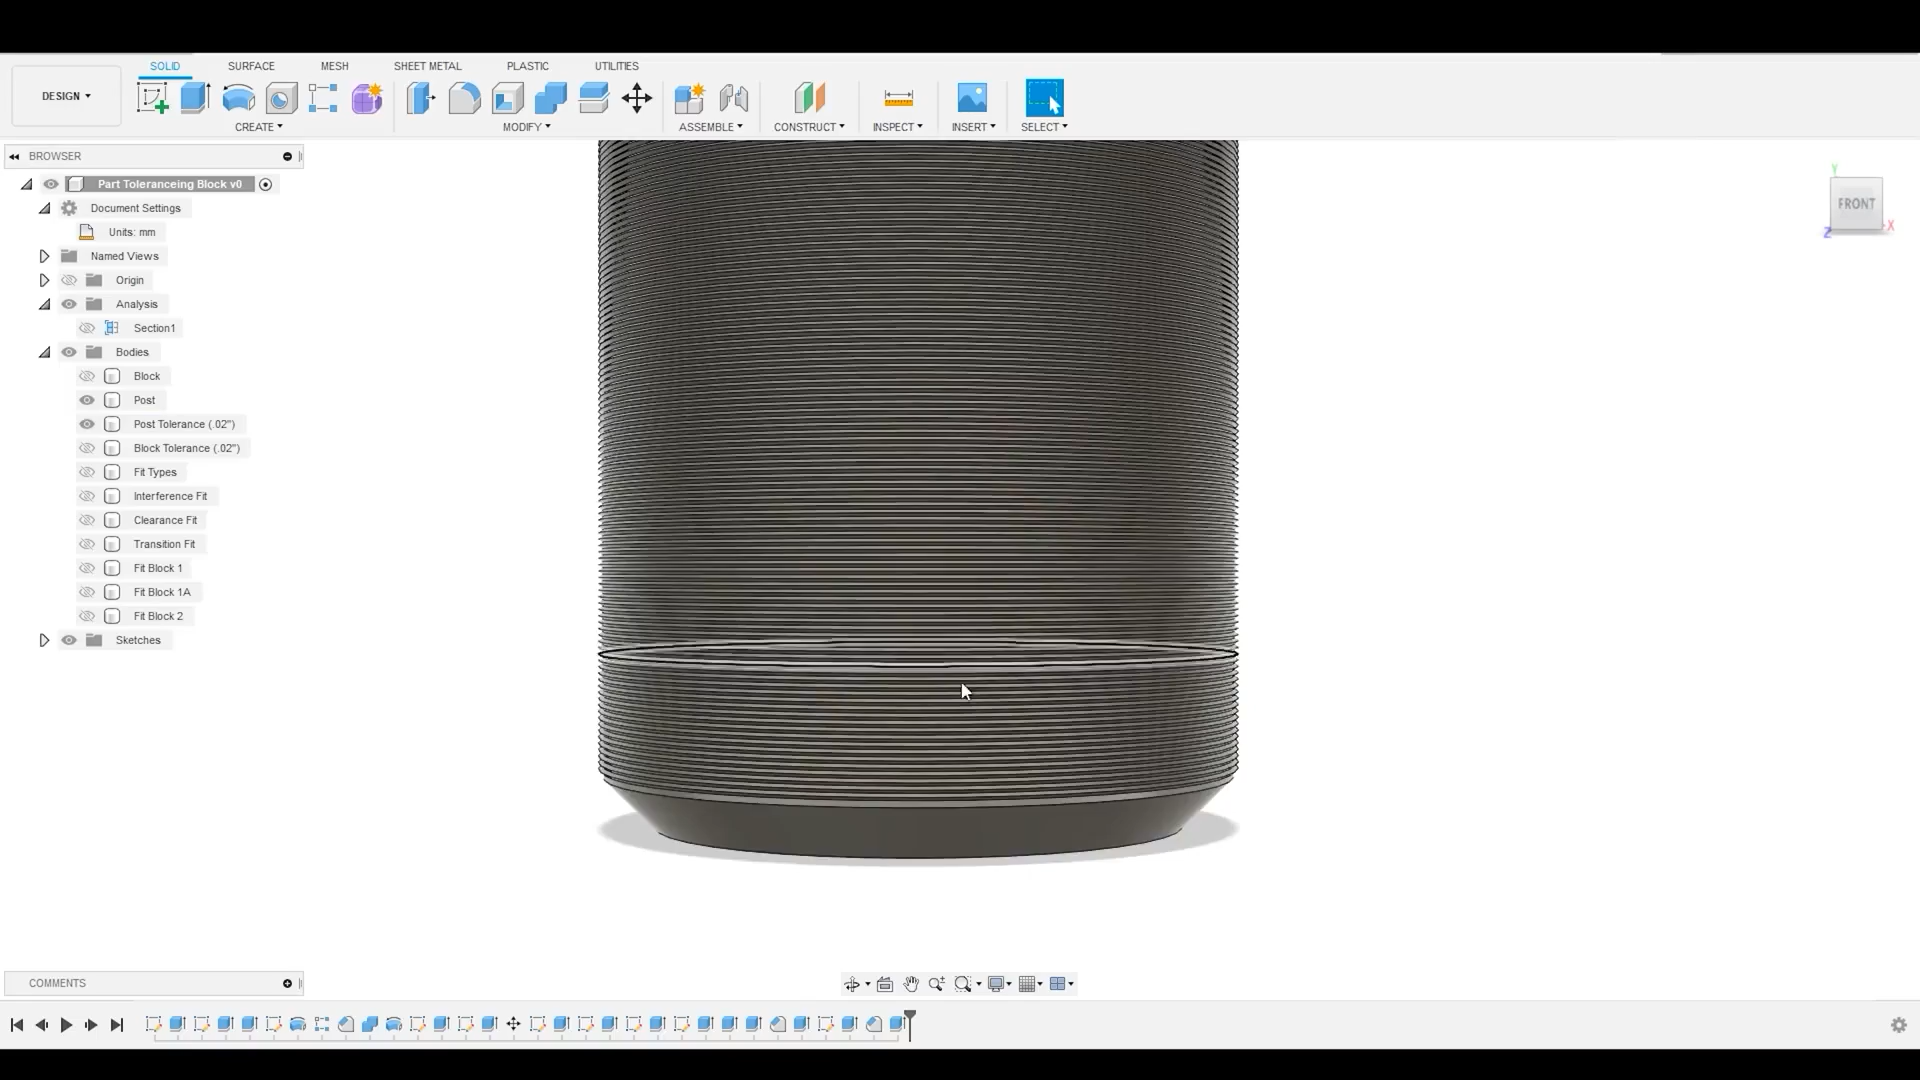 SOLID SURFACE MESH SHEET METAL PLASTIC UTILITIES
DESIGN
CREATE MODIFY ASSEMBLE CONSTRUCT INSPECT INSERT SELECT
BROWSER
Part Toleranceing Block v0
Document Settings
Units: mm
Named Views
Origin
Analysis
Section1
Bodies
Block
Post
Post Tolerance (.02")
Block Tolerance (.02")
Fit Types
Interference Fit
Clearance Fit
Transition Fit
Fit Block 1
Fit Block 1A
Fit Block 2
Sketches
Y
FRONT
X
Z
COMMENTS